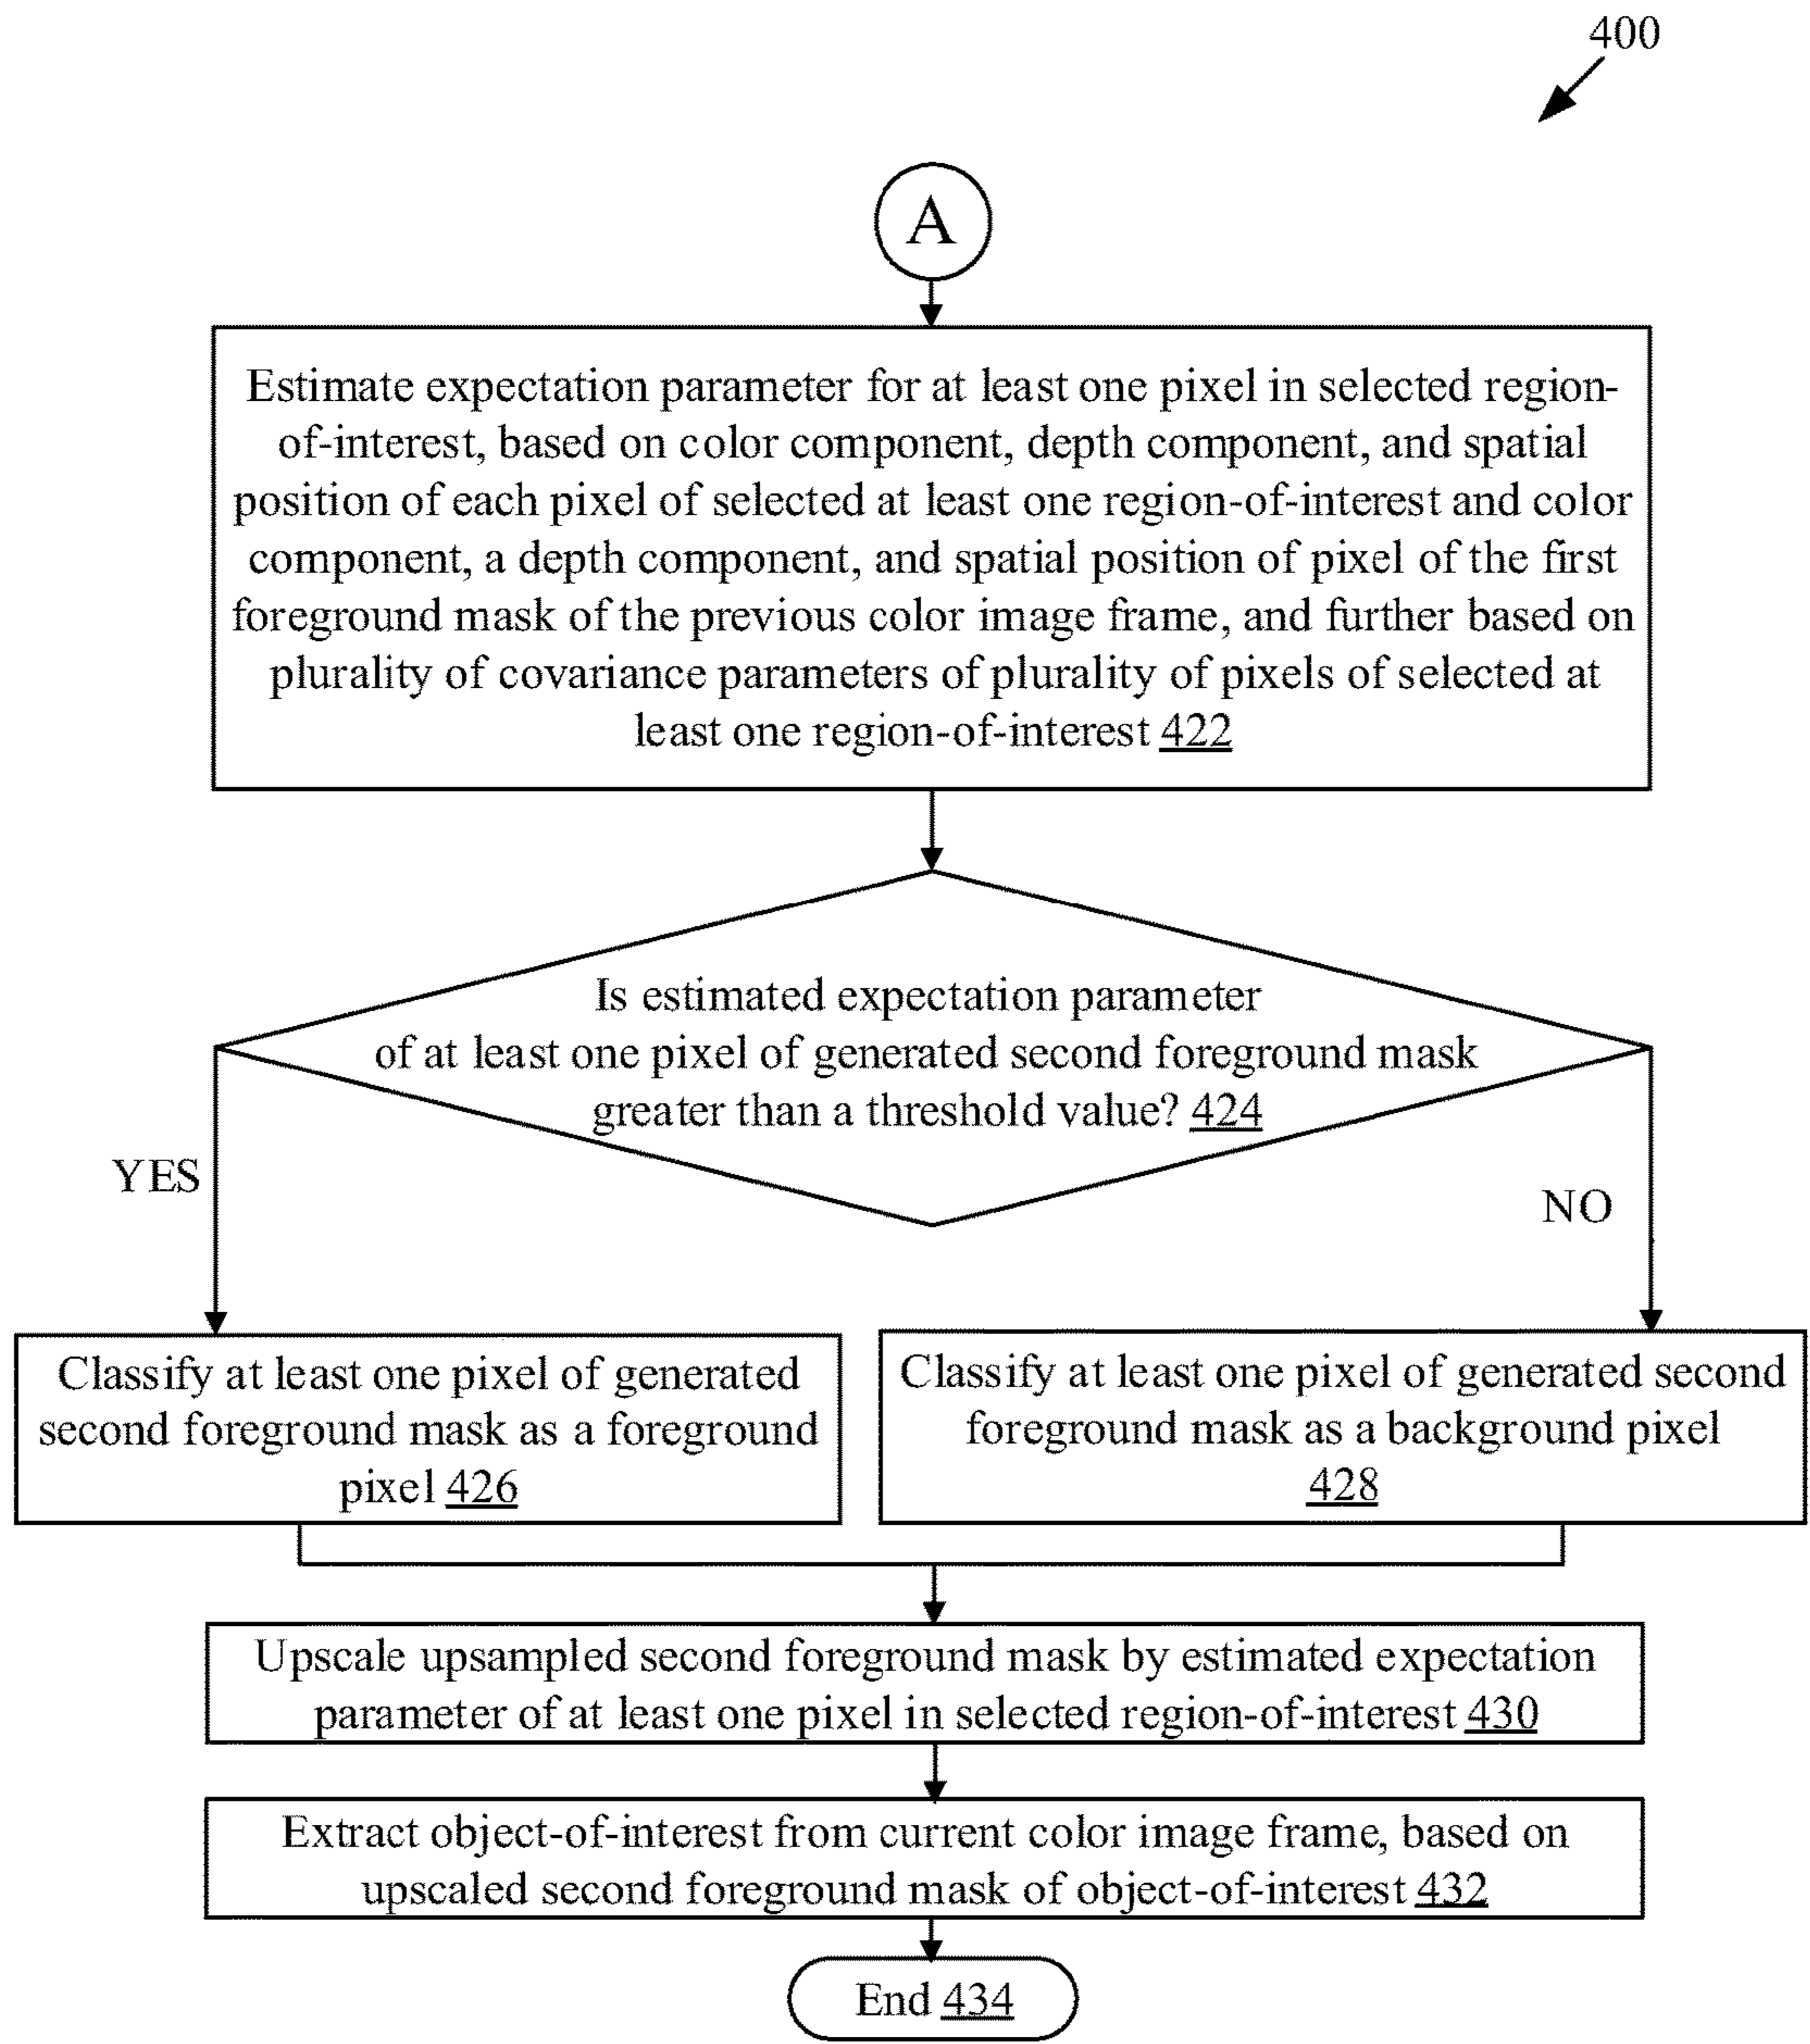 400
A
Estimate expectation parameter for at least one pixel in selected region-
of-interest, based on color component, depth component, and spatial
position of each pixel of selected at least one region-of-interest and color
component, a depth component, and spatial position of pixel of the first
foreground mask of the previous color image frame, and further based on
plurality of covariance parameters of plurality of pixels of selected at
least one region-of-interest 422
Is estimated expectation parameter
of at least one pixel of generated second foreground mask
greater than a threshold value? 424
YES
NO
Classify at least one pixel of generated
second foreground mask as a foreground
pixel 426
Classify at least one pixel of generated second
foreground mask as a background pixel
428
Upscale upsampled second foreground mask by estimated expectation
parameter of at least one pixel in selected region-of-interest 430
Extract object-of-interest from current color image frame, based on
upscaled second foreground mask of object-of-interest 432
End 434